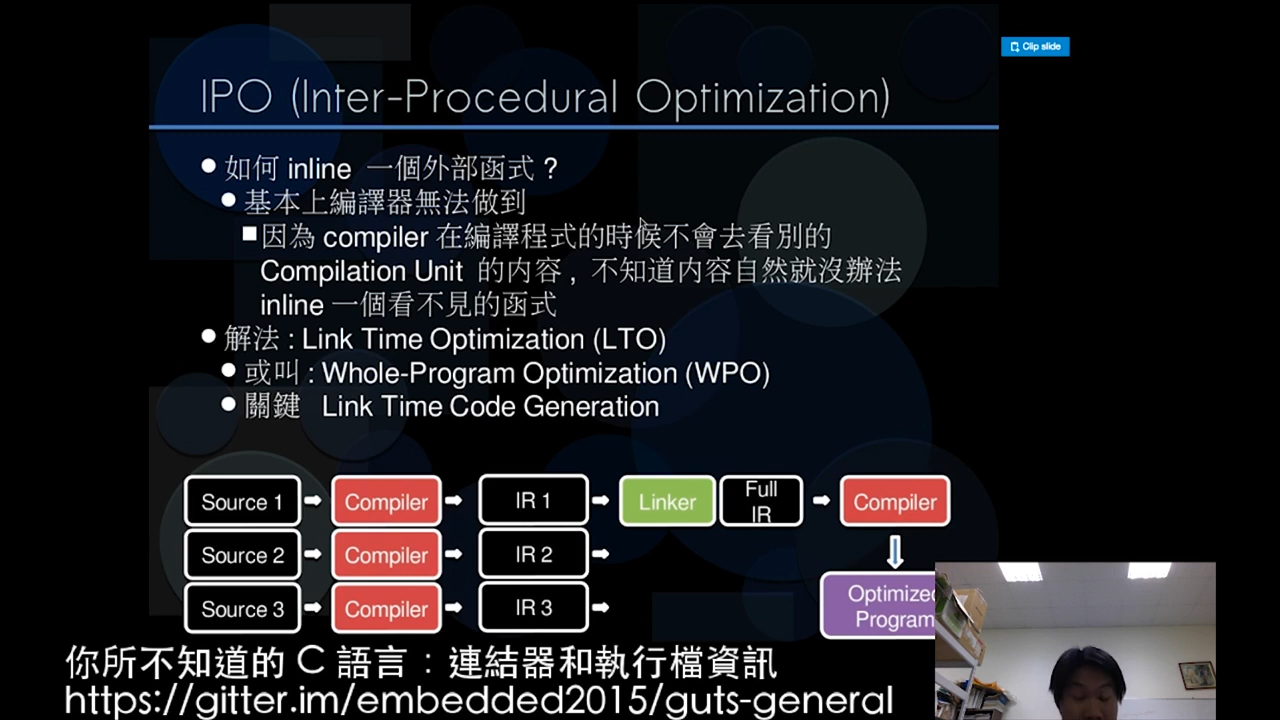 Clip slide
IPO (Inter-Procedural Optimization)
如何 inline 一個外部函式 ?
基本上編譯器無法做到
因為 compiler 在編譯程式的時候不會去看別的
Compilation Unit 的內容 , 不知道內容自然就沒辦法
inline 一個看不見的函式
解法 : Link Time Optimization (LTO)
或叫 : Whole-Program Optimization (WPO)
關鍵 Link Time Code Generation
Source 1 Compiler IR 1 Linker Full IR Compiler
Source 2 Compiler IR 2
Source 3 Compiler IR 3
Optimized
Program
你所不知道的 C 語言：連結器和執行檔資訊
https://gitter.im/embedded2015/guts-general